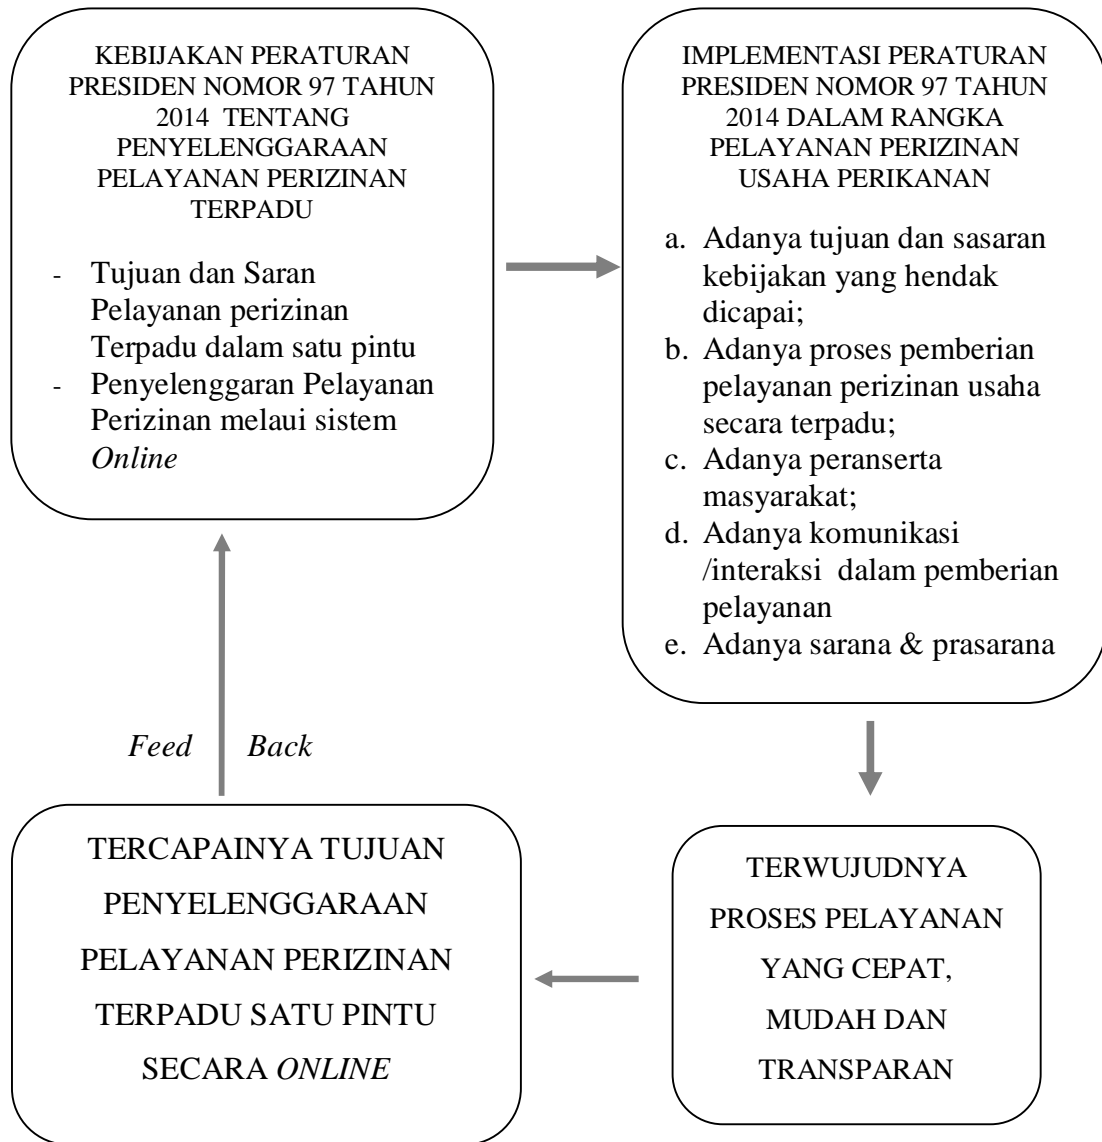 KEBIJAKAN PERATURAN
PRESIDEN NOMOR 97 TAHUN
2014 TENTANG
PENYELENGGARAAN
PELAYANAN PERIZINAN
TERPADU
- Tujuan dan Saran
Pelayanan perizinan
Terpadu dalam satu pintu
- Penyelenggaran Pelayanan
Perizinan melaui sistem
Online
IMPLEMENTASI PERATURAN
PRESIDEN NOMOR 97 TAHUN
2014 DALAM RANGKA
PELAYANAN PERIZINAN
USAHA PERIKANAN
a. Adanya tujuan dan sasaran
kebijakan yang hendak
dicapai;
b. Adanya proses pemberian
pelayanan perizinan usaha
secara terpadu;
c. Adanya peranserta
masyarakat;
d. Adanya komunikasi
/interaksi dalam pemberian
pelayanan
e. Adanya sarana & prasarana
Feed Back
TERCAPAINYA TUJUAN
PENYELENGGARAAN
PELAYANAN PERIZINAN
TERPADU SATU PINTU
SECARA ONLINE
TERWUJUDNYA
PROSES PELAYANAN
YANG CEPAT,
MUDAH DAN
TRANSPARAN